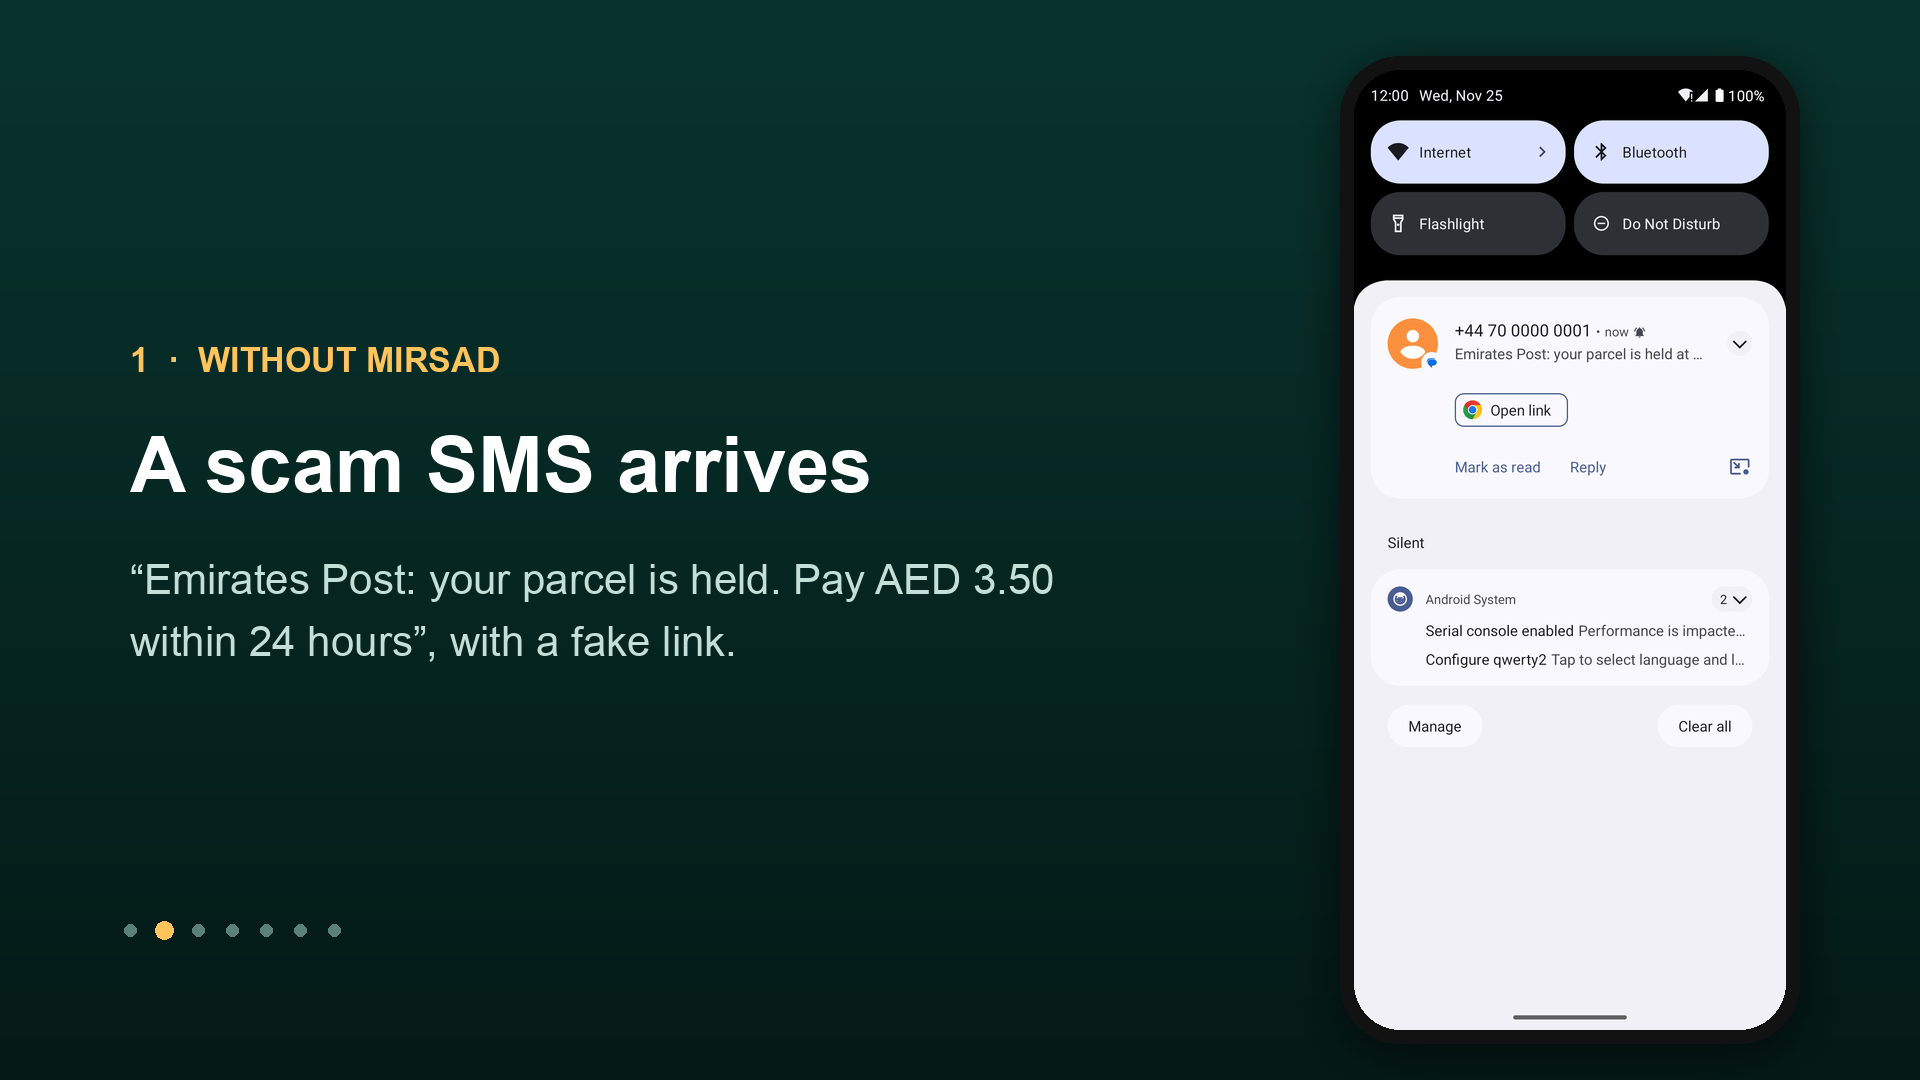 1 · WITHOUT MIRSAD
A scam SMS arrives
“Emirates Post: your parcel is held. Pay AED 3.50
within 24 hours”, with a fake link.
12:00 Wed, Nov 25
100%
Internet
Bluetooth
Flashlight
Do Not Disturb
+44 70 0000 0001 • now
Emirates Post: your parcel is held at ...
Open link
Mark as read
Reply
Silent
Android System
2
Serial console enabled Performance is impacte...
Configure qwerty2 Tap to select language and l...
Manage
Clear all